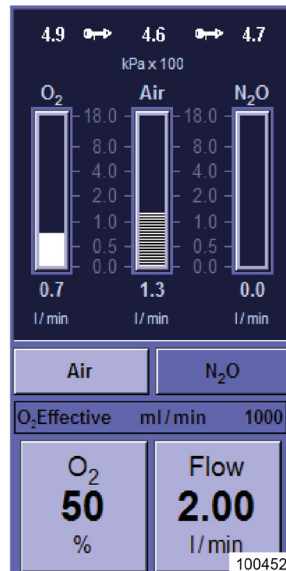 4.9 4.6 4.7
kPa x 100
O₂ Air N₂O
18.0 18.0
8.0 8.0
4.0 4.0
2.0 2.0
1.0 1.0
0.5 0.5
0.0 0.0
0.7 1.3 0.0
l/min l/min l/min
Air N₂O
O₂Effective ml/min 1000
O₂ Flow
50 2.00
% l/min
100452